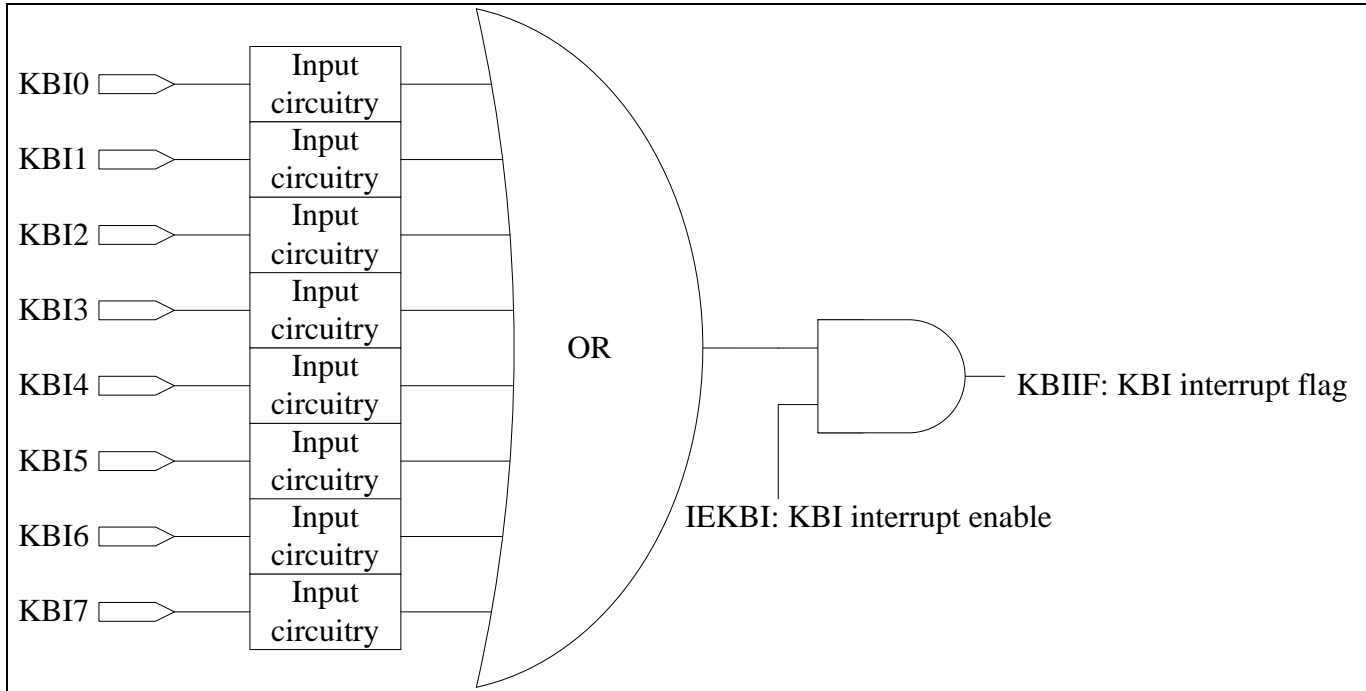 KBI0
Input
circuitry
KBI1
Input
circuitry
KBI2
Input
circuitry
KBI3
Input
circuitry
KBI4
Input
circuitry
KBI5
Input
circuitry
KBI6
Input
circuitry
KBI7
Input
circuitry
OR
KBIIF: KBI interrupt flag
IEKBI: KBI interrupt enable